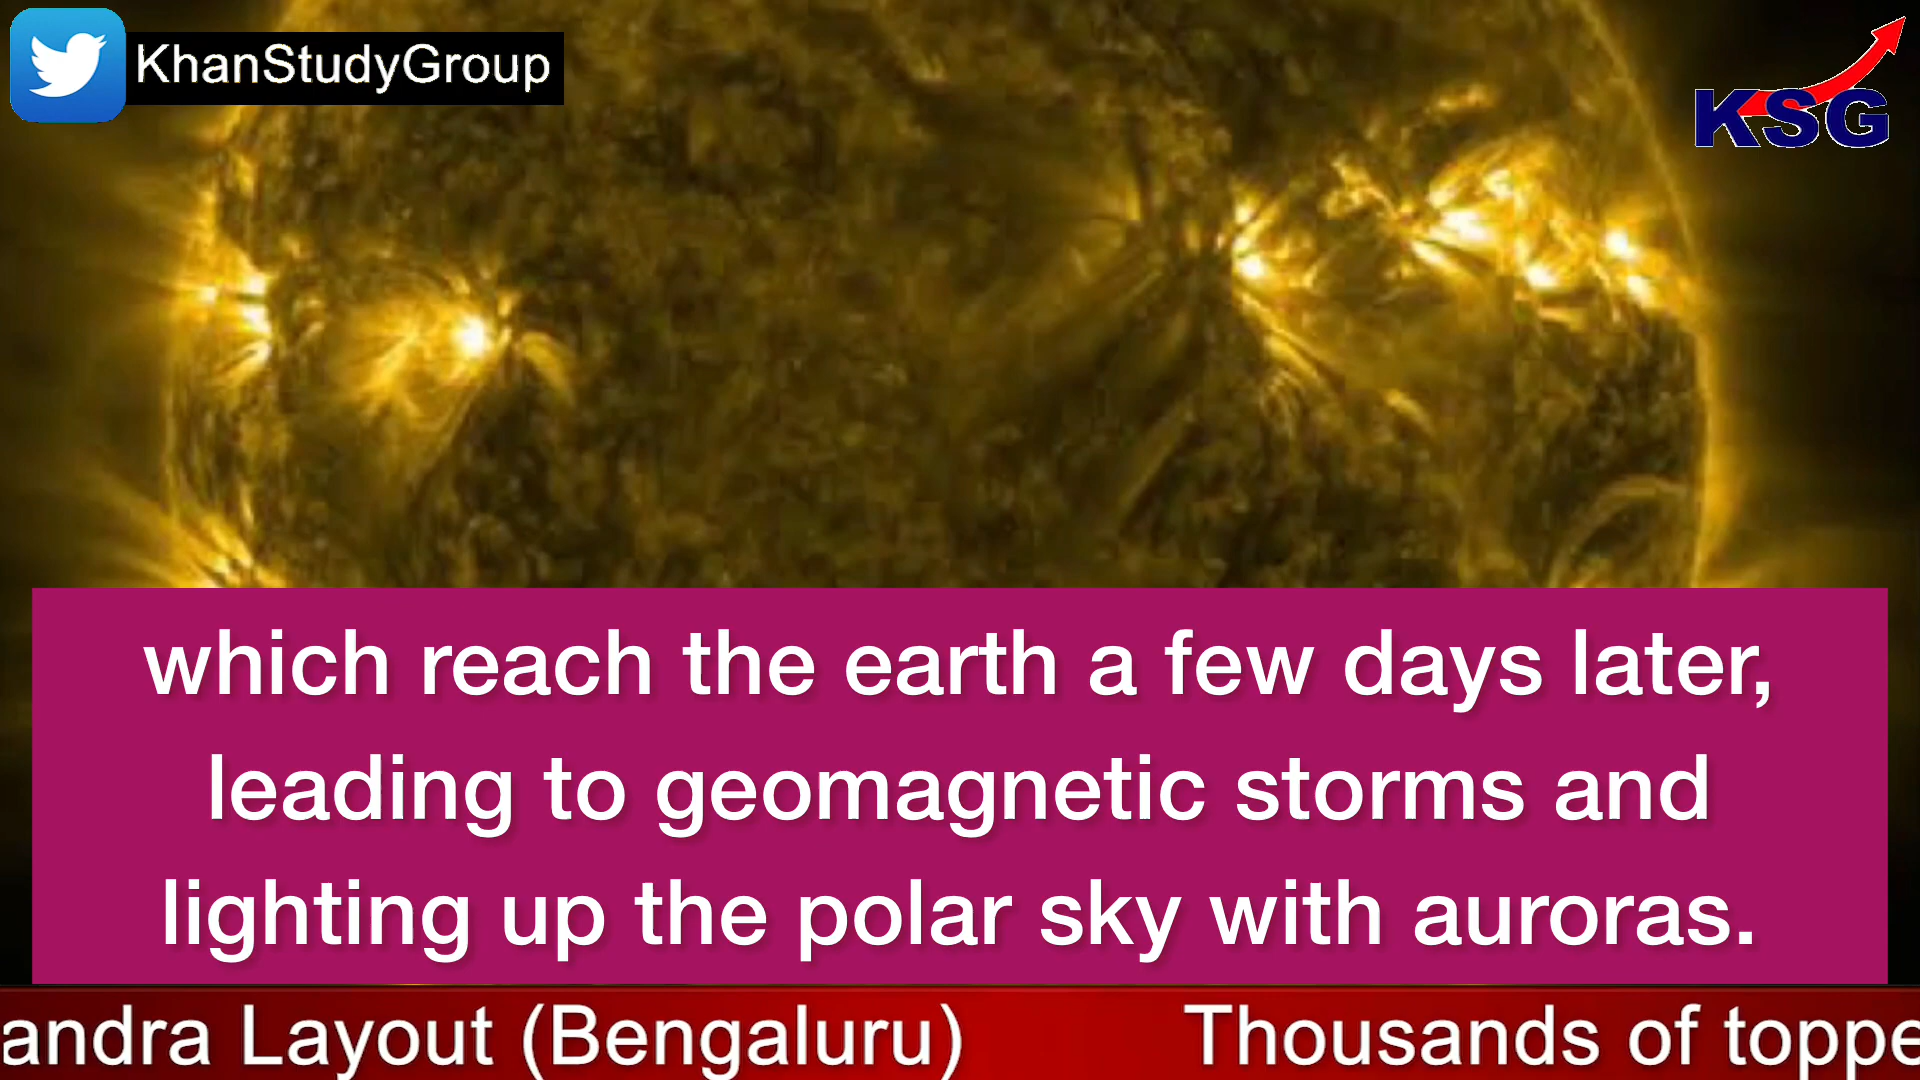 KhanStudyGroup
KSG
which reach the earth a few days later,
leading to geomagnetic storms and
lighting up the polar sky with auroras.
andra Layout (Bengaluru) Thousands of toppe